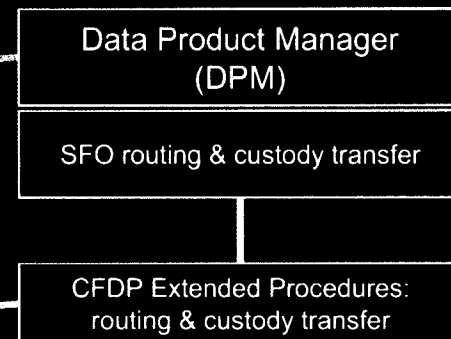 Data Product Manager
(DPM)
SFO routing & custody transfer
CFDP Extended Procedures:
routing & custody transfer